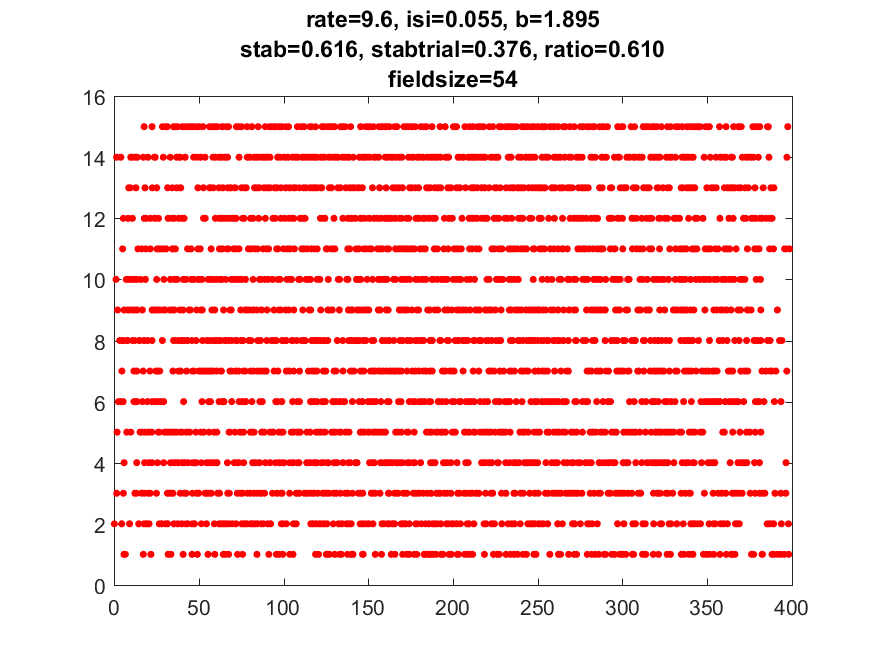 rate=9.6, isi=0.055, b=1.895
stab=0.616, stabtrial=0.376, ratio=0.610
fieldsize=54
16
14
12
10
8
6
4
2
0
0 50 100 150 200 250 300 350 400